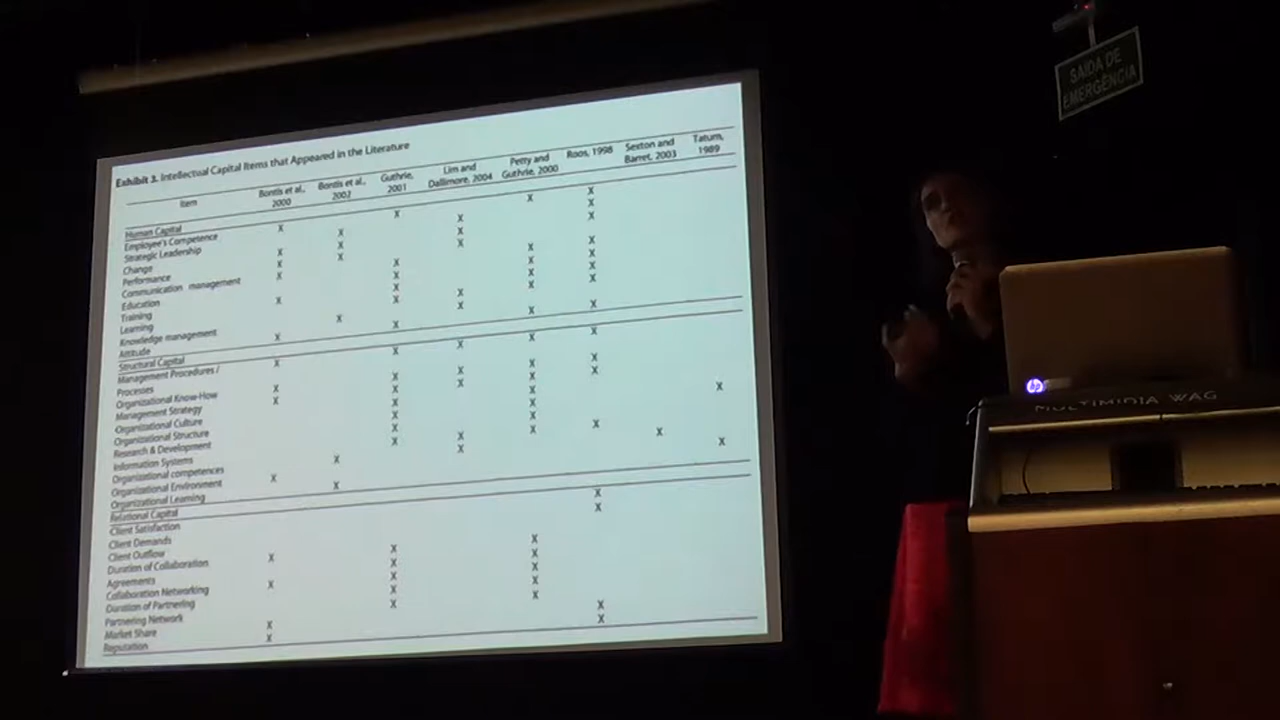 SAÍDA DE
EMERGÊNCIA
Exhibit 3. Intellectual Capital Items that Appeared in the Literature
Item
Bontis et al.,
2000
Bontis et al.,
2002
Guthrie,
2001
Lim and
Dallimore, 2004
Petty and
Guthrie, 2000
Roos, 1998
Sexton and
Barret, 2003
Tatum,
1989
Human Capital
Employee's Competence
Strategic Leadership
Change
Performance
Communication management
Education
Training
Learning
Knowledge management
Attitude
Structural Capital
Management Procedures /
Processes
Organizational Know-How
Management Strategy
Organizational Culture
Organizational Structure
Research & Development
Information Systems
Organizational competences
Organizational Environment
Organizational Learning
Relational Capital
Client Satisfaction
Client Demands
Client Outflow
Duration of Collaboration
Agreements
Collaboration Networking
Duration of Partnering
Partnering Network
Market Share
Reputation
hp
MULTIMIDIA WAG